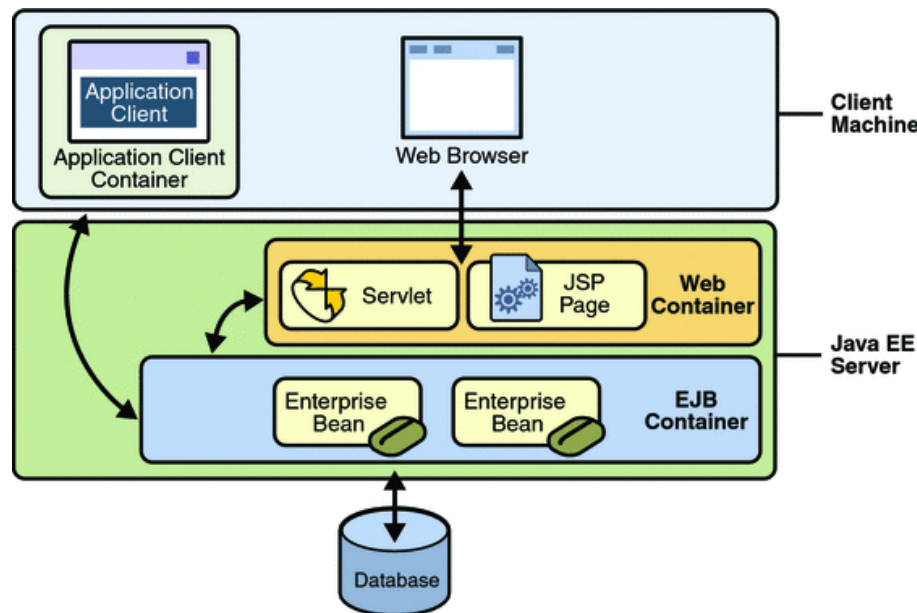 Application
Client
Application Client
Container
Web Browser
Client
Machine
Servlet
JSP
Page
Web
Container
Java EE
Server
Enterprise
Bean
Enterprise
Bean
EJB
Container
Database